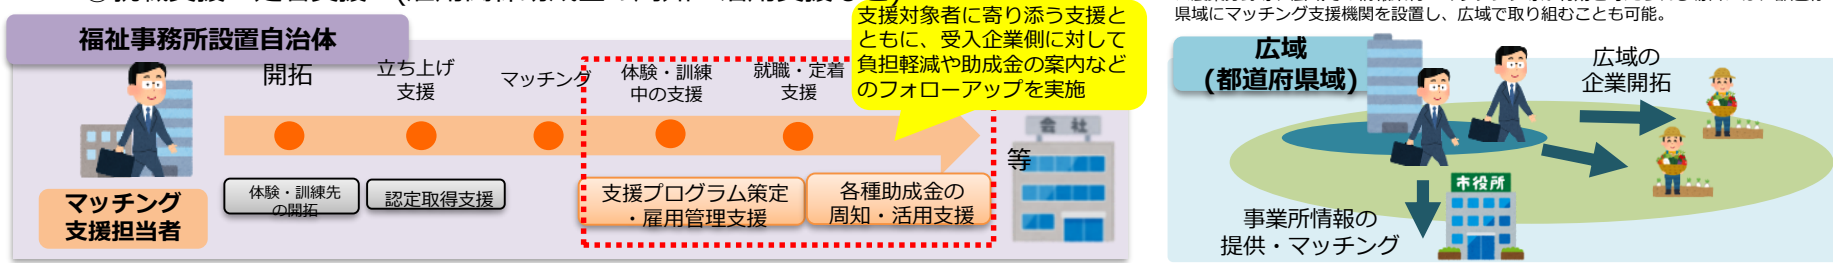 支援対象者に寄り添う支援と
ともに、受入企業側に対して
負担軽減や助成金の案内など
のフォローアップを実施
福祉事務所設置自治体
開拓
立ち上げ
支援
マッチング
体験・訓練
中の支援
就職・定着
支援
会社
等
マッチング
支援担当者
体験・訓練先
の開拓
認定取得支援
支援プログラム策定
・雇用管理支援
各種助成金の
周知・活用支援
県域にマッチング支援機関を設置し、広域で取り組むことも可能。
広域
(都道府県域)
広域の
企業開拓
市役所
事業所情報の
提供・マッチング